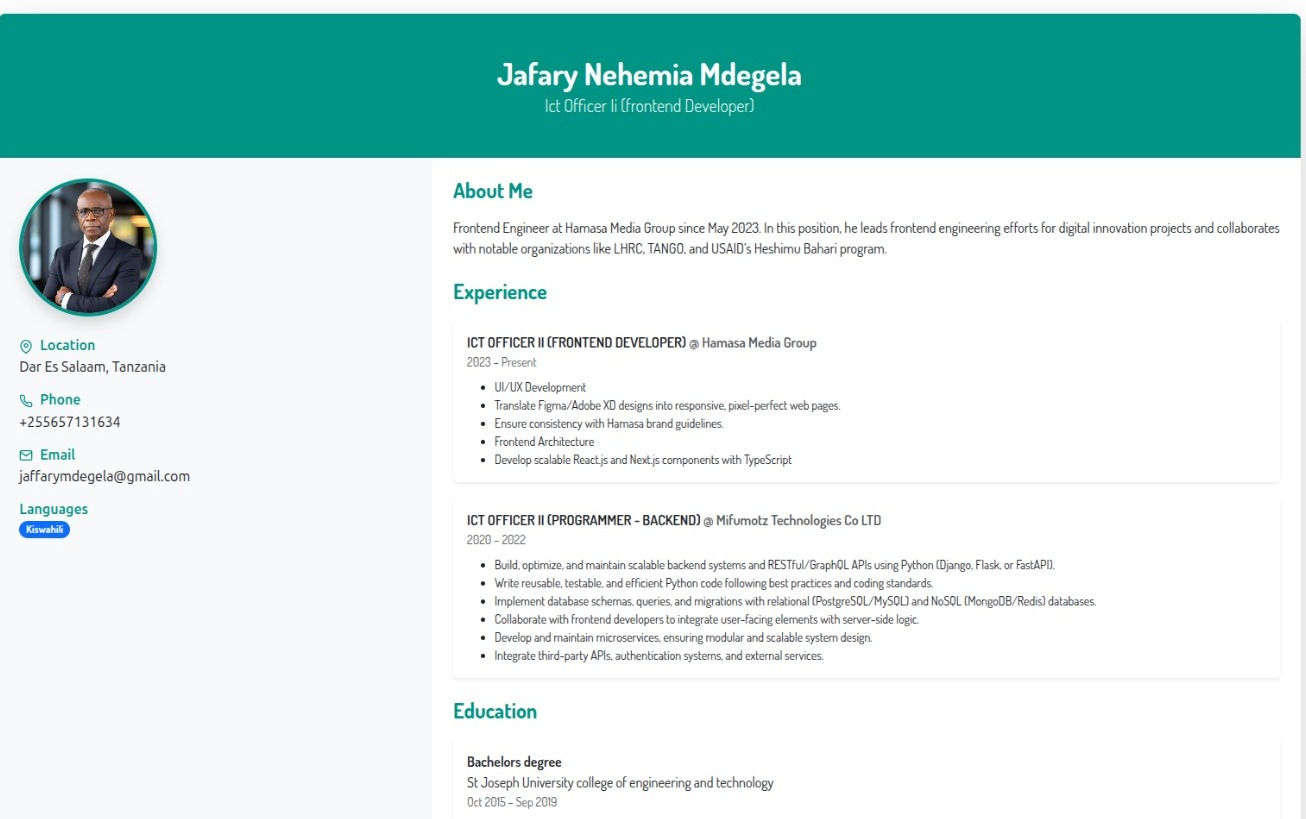 Jafary Nehemia Mdegela
Ict Officer Ii (frontend Developer)
Location
Dar Es Salaam, Tanzania
Phone
+255657131634
Email
jaffarymdegela@gmail.com
Languages
Kiswahili
About Me
Frontend Engineer at Hamasa Media Group since May 2023. In this position, he leads frontend engineering efforts for digital innovation projects and collaborates
with notable organizations like LHRC, TANGO, and USAID's Heshimu Bahari program.
Experience
ICT OFFICER II (FRONTEND DEVELOPER) @ Hamasa Media Group
2023 – Present
• UI/UX Development
• Translate Figma/Adobe XD designs into responsive, pixel-perfect web pages.
• Ensure consistency with Hamasa brand guidelines.
• Frontend Architecture
• Develop scalable React.js and Next.js components with TypeScript
ICT OFFICER II (PROGRAMMER - BACKEND) @ Mifumotz Technologies Co LTD
2020 – 2022
• Build, optimize, and maintain scalable backend systems and RESTful/GraphQL APIs using Python (Django, Flask, or FastAPI).
• Write reusable, testable, and efficient Python code following best practices and coding standards.
• Implement database schemas, queries, and migrations with relational (PostgreSQL/MySQL) and NoSQL (MongoDB/Redis) databases.
• Collaborate with frontend developers to integrate user-facing elements with server-side logic.
• Develop and maintain microservices, ensuring modular and scalable system design.
• Integrate third-party APIs, authentication systems, and external services.
Education
Bachelors degree
St Joseph University college of engineering and technology
Oct 2015 – Sep 2019